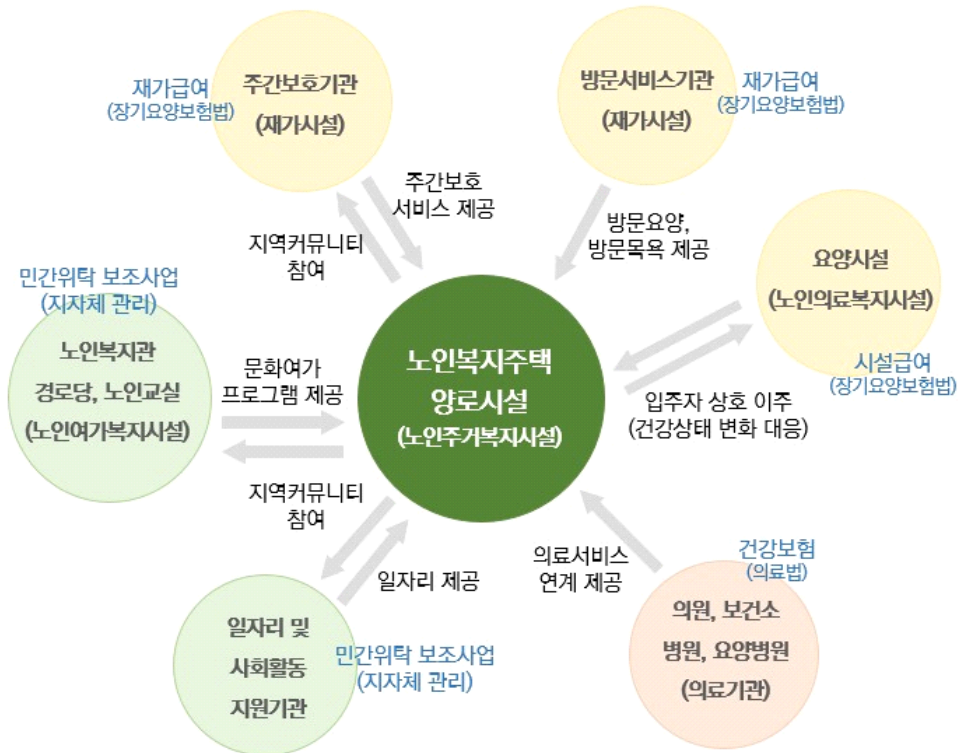 재가급여
(장기요양보험법)
주간보호기관
(재가시설)
방문서비스기관
(재가시설)
재가급여
(장기요양보험법)
주간보호
서비스 제공
지역커뮤니티
참여
방문요양,
방문목욕 제공
요양시설
(노인의료복지시설)
시설급여
(장기요양보험법)
민간위탁 보조사업
(지자체 관리)
노인복지관
경로당, 노인교실
(노인여가복지시설)
문화여가
프로그램 제공
노인복지주택
양로시설
(노인주거복지시설)
입주자 상호 이주
(건강상태 변화 대응)
지역커뮤니티
참여
일자리 제공
의료서비스
연계 제공
건강보험
(의료법)
의원, 보건소
병원, 요양병원
(의료기관)
일자리 및
사회활동
지원기관
민간위탁 보조사업
(지자체 관리)